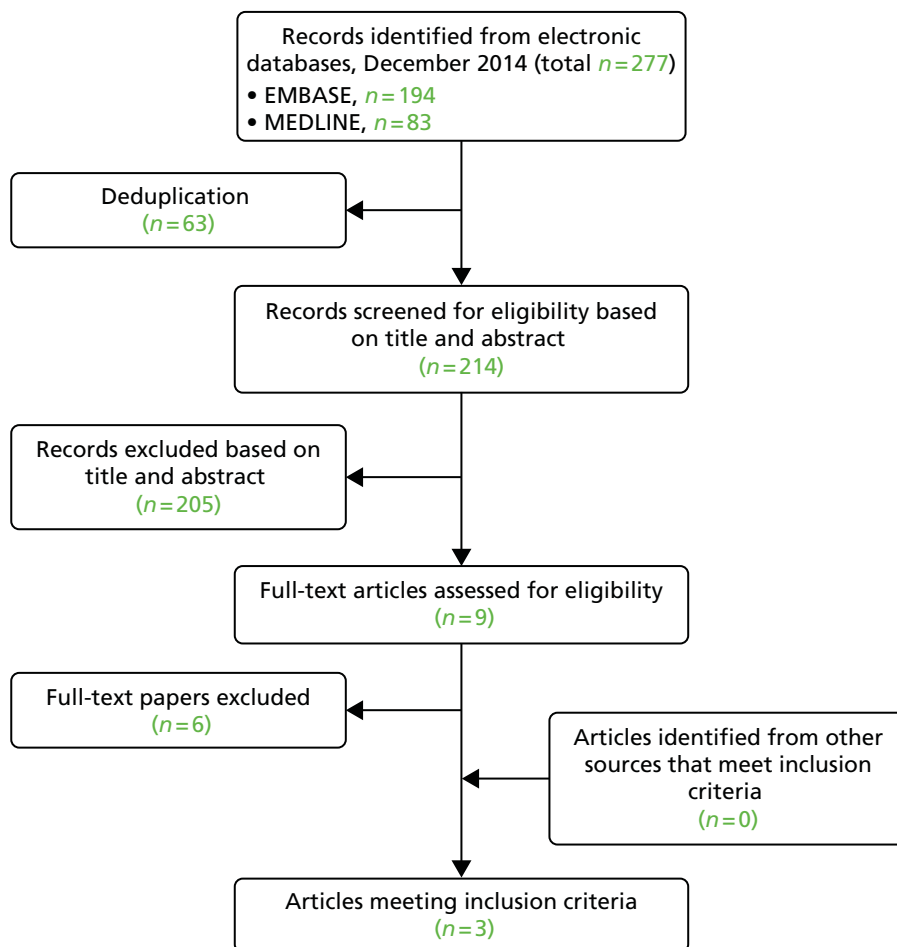 Records identified from electronic
databases, December 2014 (total n=277)
• EMBASE, n=194
• MEDLINE, n=83
Deduplication
(n=63)
Records screened for eligibility based
on title and abstract
(n=214)
Records excluded based on
title and abstract
(n=205)
Full-text articles assessed for eligibility
(n=9)
Full-text papers excluded
(n=6)
Articles identified from other
sources that meet inclusion
criteria
(n=0)
Articles meeting inclusion criteria
(n=3)